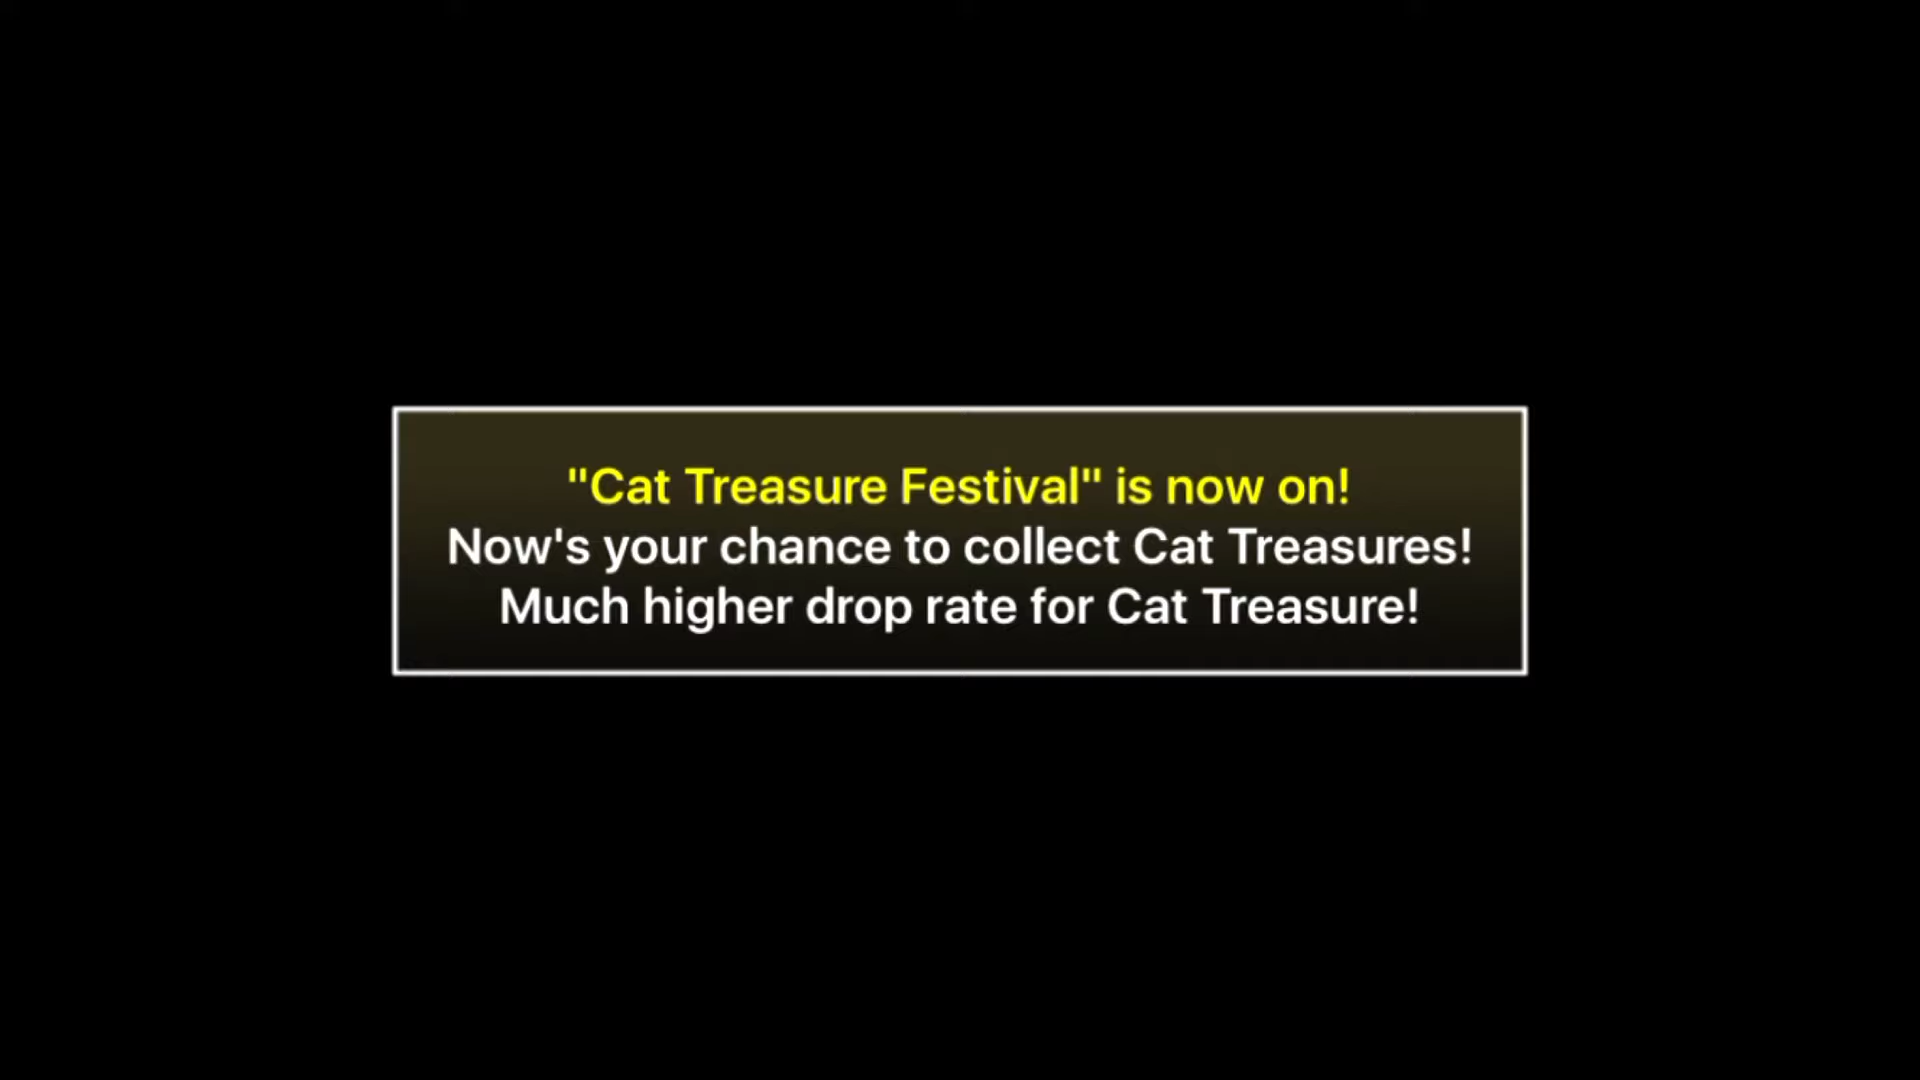 "Cat Treasure Festival" is now on!
Now's your chance to collect Cat Treasures!
Much higher drop rate for Cat Treasure!